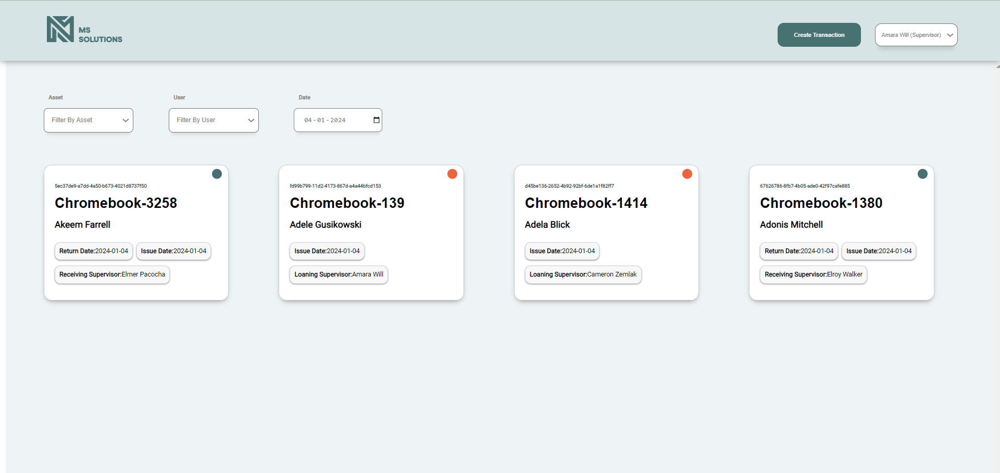 MS
SOLUTIONS
Create Transaction
Amara Will (Supervisor)
Asset
User
Date
Filter By Asset
Filter By User
04-01-2024
5ec37de9-a7dd-4a50-b673-4021d8737f50
Chromebook-3258
Akeem Farrell
Return Date:2024-01-04
Issue Date:2024-01-04
Receiving Supervisor:Elmer Pacocha
fd99b799-11d2-4173-867d-a4a44bfcd153
Chromebook-139
Adele Gusikowski
Issue Date:2024-01-04
Loaning Supervisor:Amara Will
d45be136-2652-4b92-92bf-6de1a1f82ff7
Chromebook-1414
Adela Blick
Issue Date:2024-01-04
Loaning Supervisor:Cameron Zemlak
67626786-8fb7-4b05-ade0-42f97cafe885
Chromebook-1380
Adonis Mitchell
Return Date:2024-01-04
Issue Date:2024-01-04
Receiving Supervisor:Elroy Walker